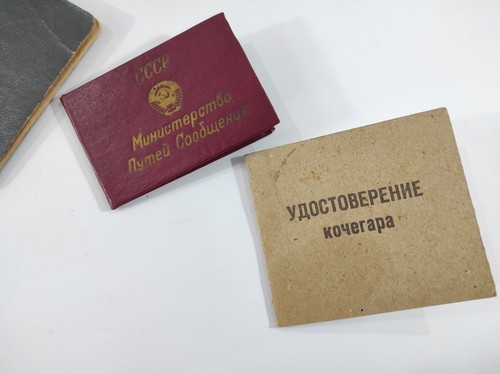 СССР
Министерство
Путей Сообщения
УДОСТОВЕРЕНИЕ
кочегара